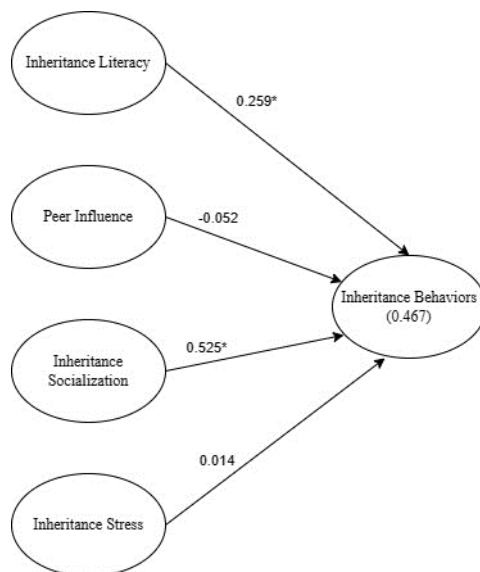 Inheritance Literacy
0.259*
Peer Influence
-0.052
Inheritance Behaviors
(0.467)
Inheritance
Socialization
0.525*
0.014
Inheritance Stress